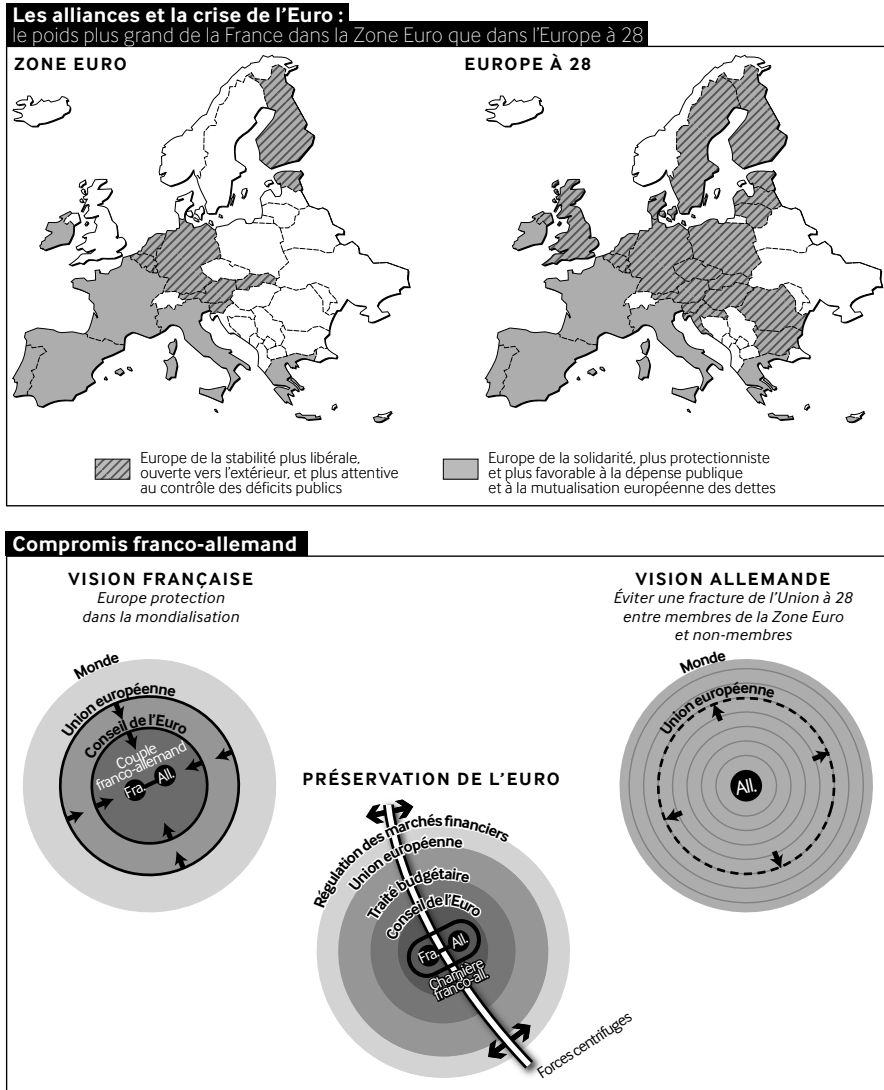 Les alliances et la crise de l'Euro :
le poids plus grand de la France dans la Zone Euro que dans l'Europe à 28
ZONE EURO
EUROPE À 28
Europe de la stabilité plus libérale,
ouverte vers l'extérieur, et plus attentive
au contrôle des déficits publics
Europe de la solidarité, plus protectionniste
et plus favorable à la dépense publique
et à la mutualisation européenne des dettes
Compromis franco-allemand
VISION FRANÇAISE
Europe protection
dans la mondialisation
Monde
Union européenne
Conseil de l'Euro
Couple
franco-allemand
Fra.
All.
PRÉSERVATION DE L'EURO
Régulation des marchés financiers
Union européenne
Traité budgétaire
Conseil de l'Euro
Fra.
All.
Charnière
franco-all.
Forces centrifuges
VISION ALLEMANDE
Éviter une fracture de l'Union à 28
entre membres de la Zone Euro
et non-membres
Monde
Union européenne
All.